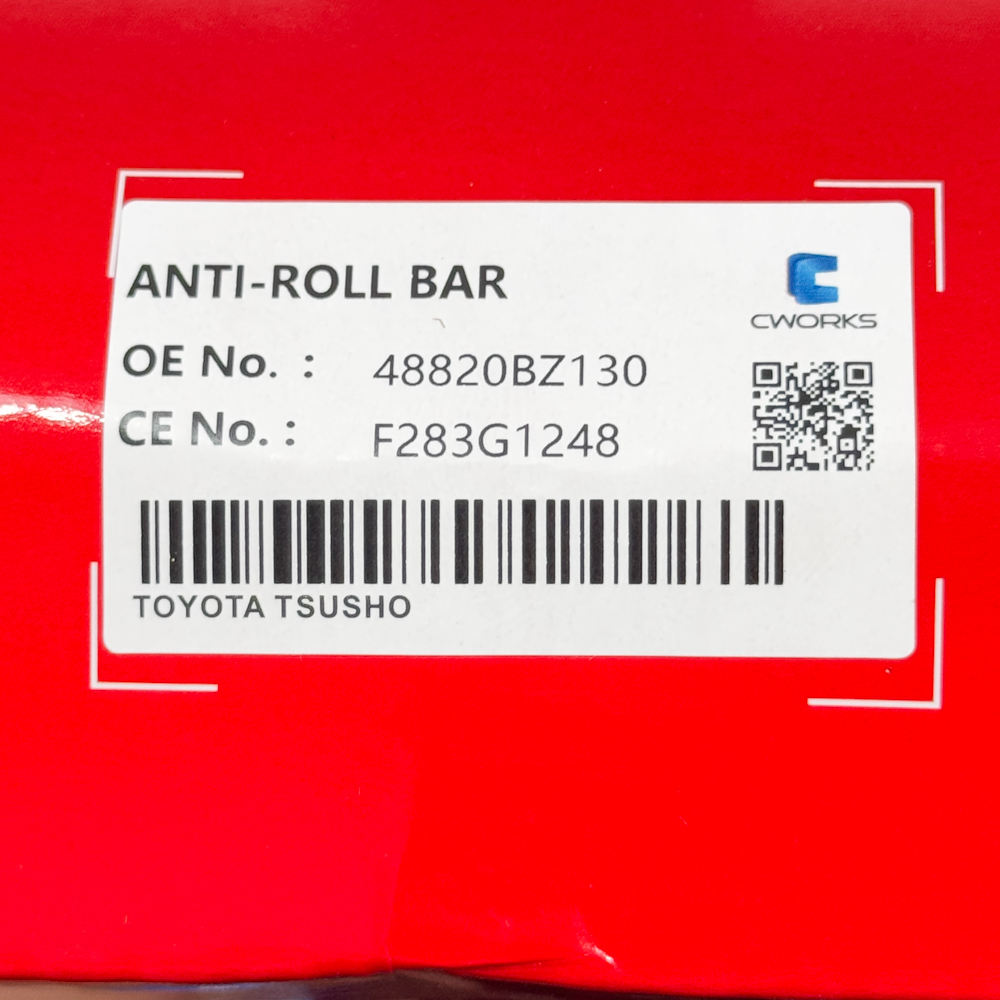 ANTI-ROLL BAR
CWORKS
OE No. : 48820BZ130
CE No. : F283G1248
TOYOTA TSUSHO